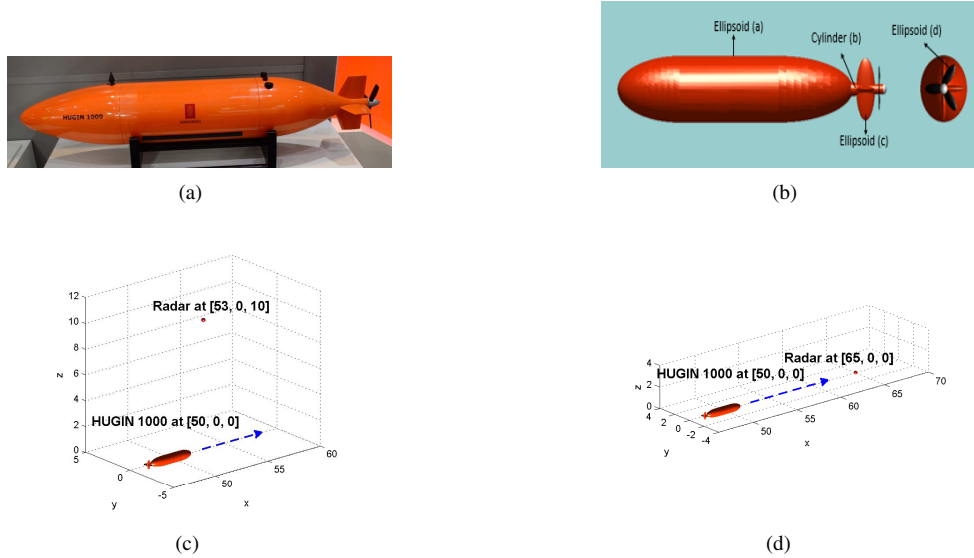 HUGIN 1000
(a)
Ellipsoid (a)
Cylinder (b)
Ellipsoid (d)
Ellipsoid (c)
(b)
12
10
8
6
4
2
0
z
5
0
-5
y
50
55
60
x
Radar at [53, 0, 10]
HUGIN 1000 at [50, 0, 0]
(c)
4
2
0
z
4
2
0
-2
-4
y
50
55
60
65
70
x
Radar at [65, 0, 0]
HUGIN 1000 at [50, 0, 0]
(d)